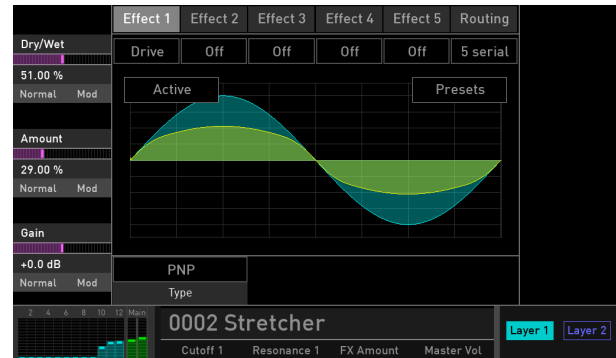 Effect 1 Effect 2 Effect 3 Effect 4 Effect 5 Routing
Drive Off Off Off Off 5 serial
Dry/Wet
51.00 %
Normal Mod
Active Presets
Amount
29.00 %
Normal Mod
Gain
+0.0 dB
Normal Mod
PNP
Type
2 4 6 8 10 12 Main
0002 Stretcher
Cutoff 1 Resonance 1 FX Amount Master Vol
Layer 1 Layer 2